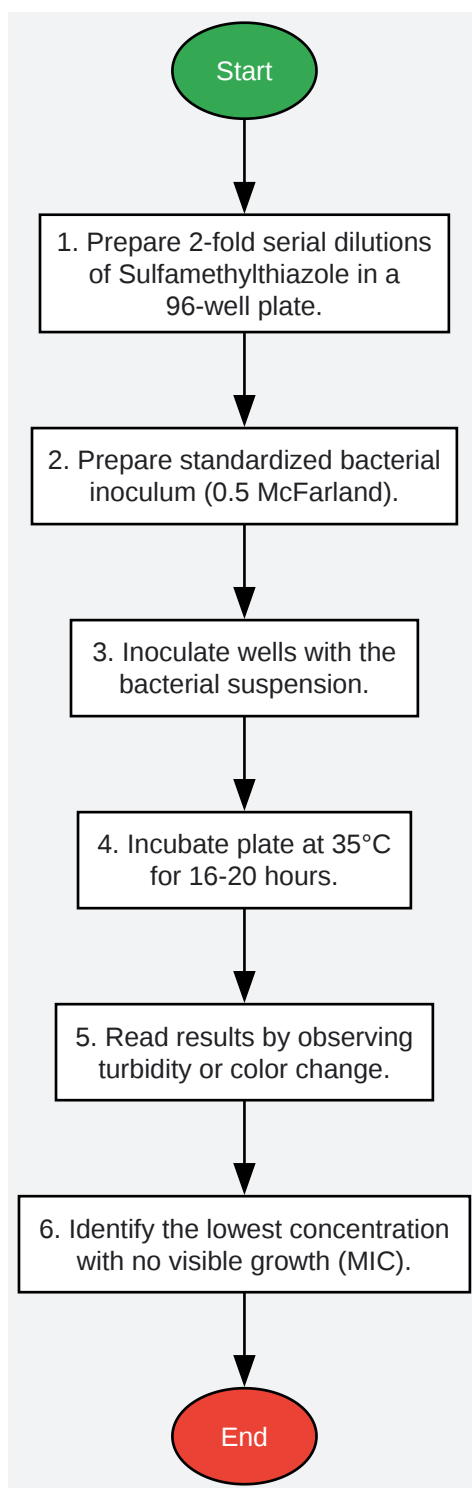 Start
1. Prepare 2-fold serial dilutions
of Sulfamethylthiazole in a
96-well plate.
2. Prepare standardized bacterial
inoculum (0.5 McFarland).
3. Inoculate wells with the
bacterial suspension.
4. Incubate plate at 35°C
for 16-20 hours.
5. Read results by observing
turbidity or color change.
6. Identify the lowest concentration
with no visible growth (MIC).
End